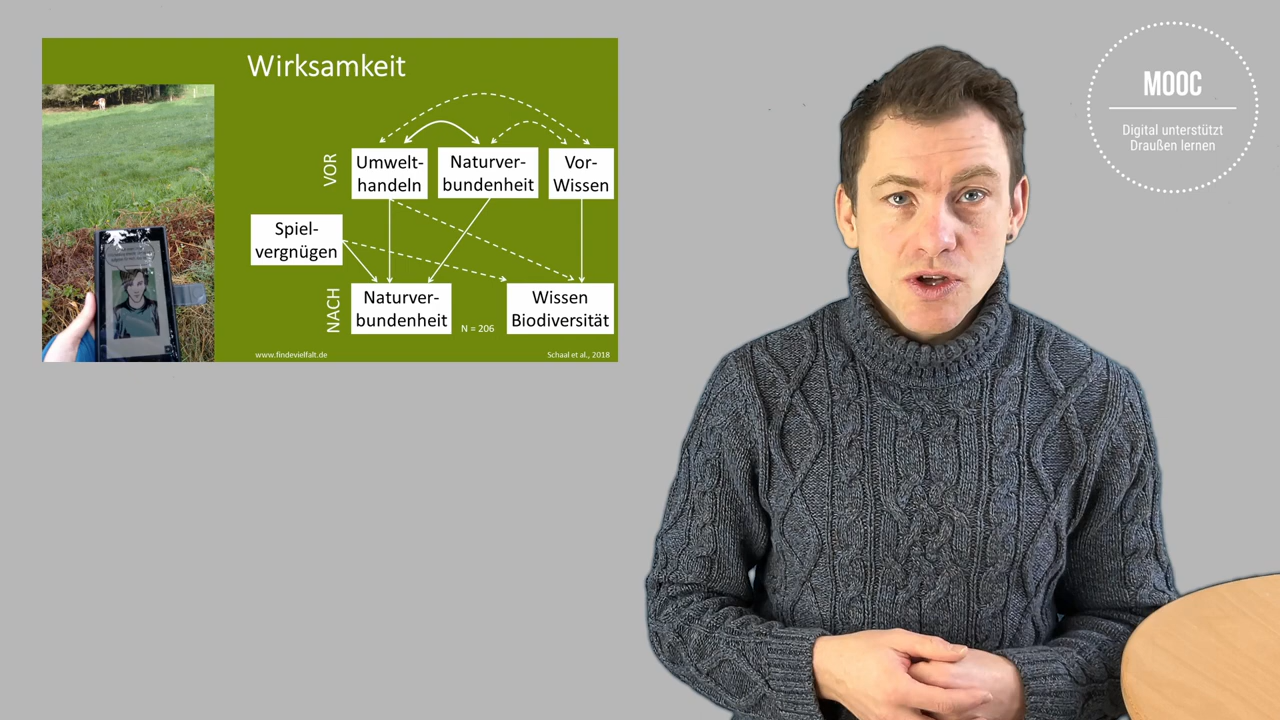 Wirksamkeit
VOR
Umwelt-
handeln
Naturver-
bundenheit
Vor-
Wissen
Spiel-
vergnügen
NACH
Naturver-
bundenheit
N = 206
Wissen
Biodiversität
www.findevielfalt.de
Schaal et al., 2018
MOOC
Digital unterstützt
Draußen lernen